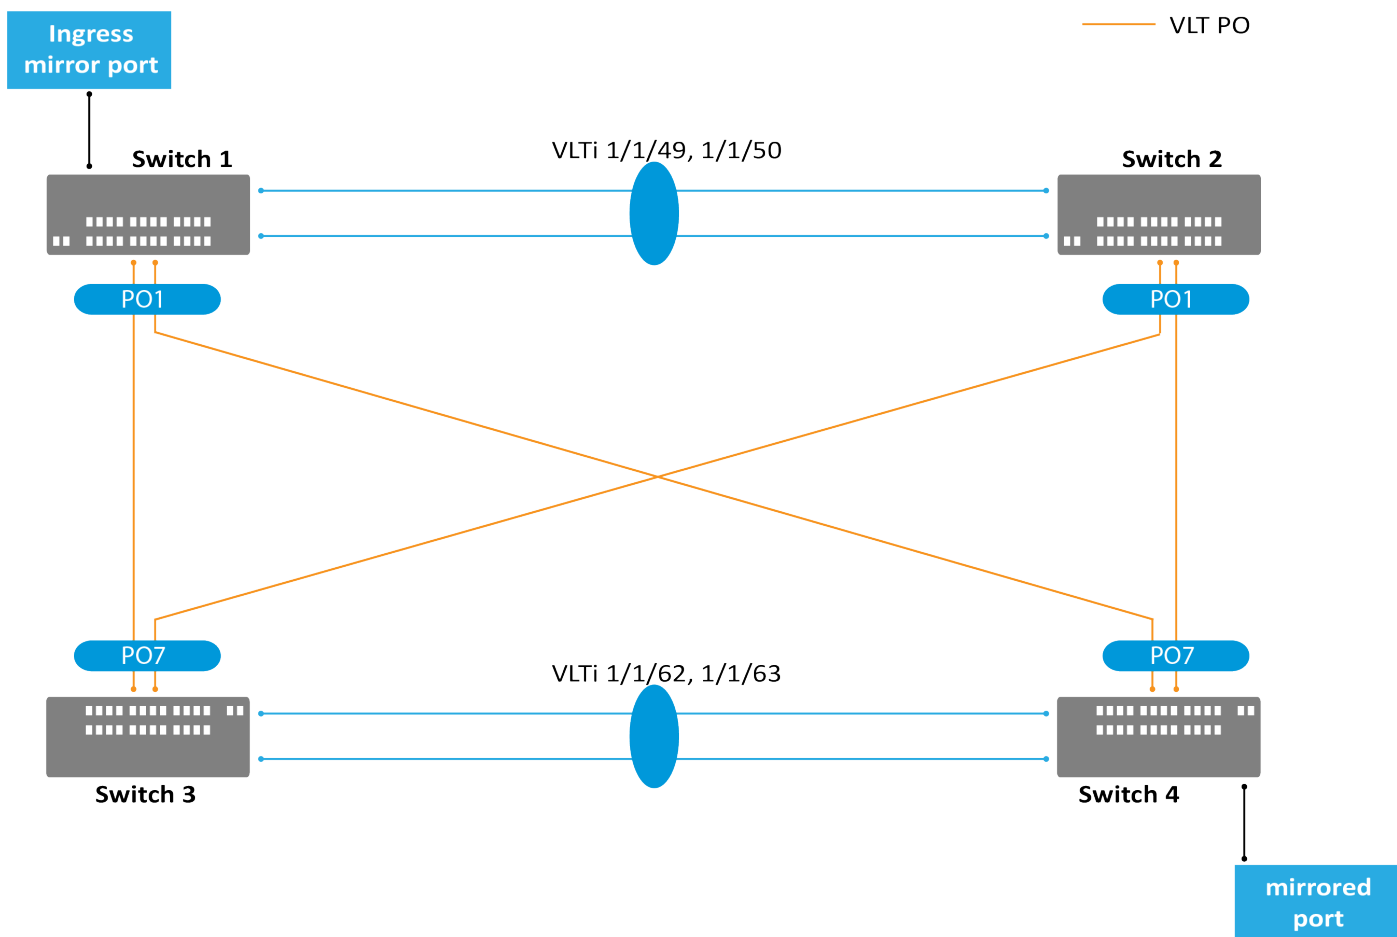 Ingress
mirror port
VLT PO
Switch 1
VLTi 1/1/49, 1/1/50
Switch 2
PO1
PO1
PO7
PO7
VLTi 1/1/62, 1/1/63
Switch 3
Switch 4
mirrored
port